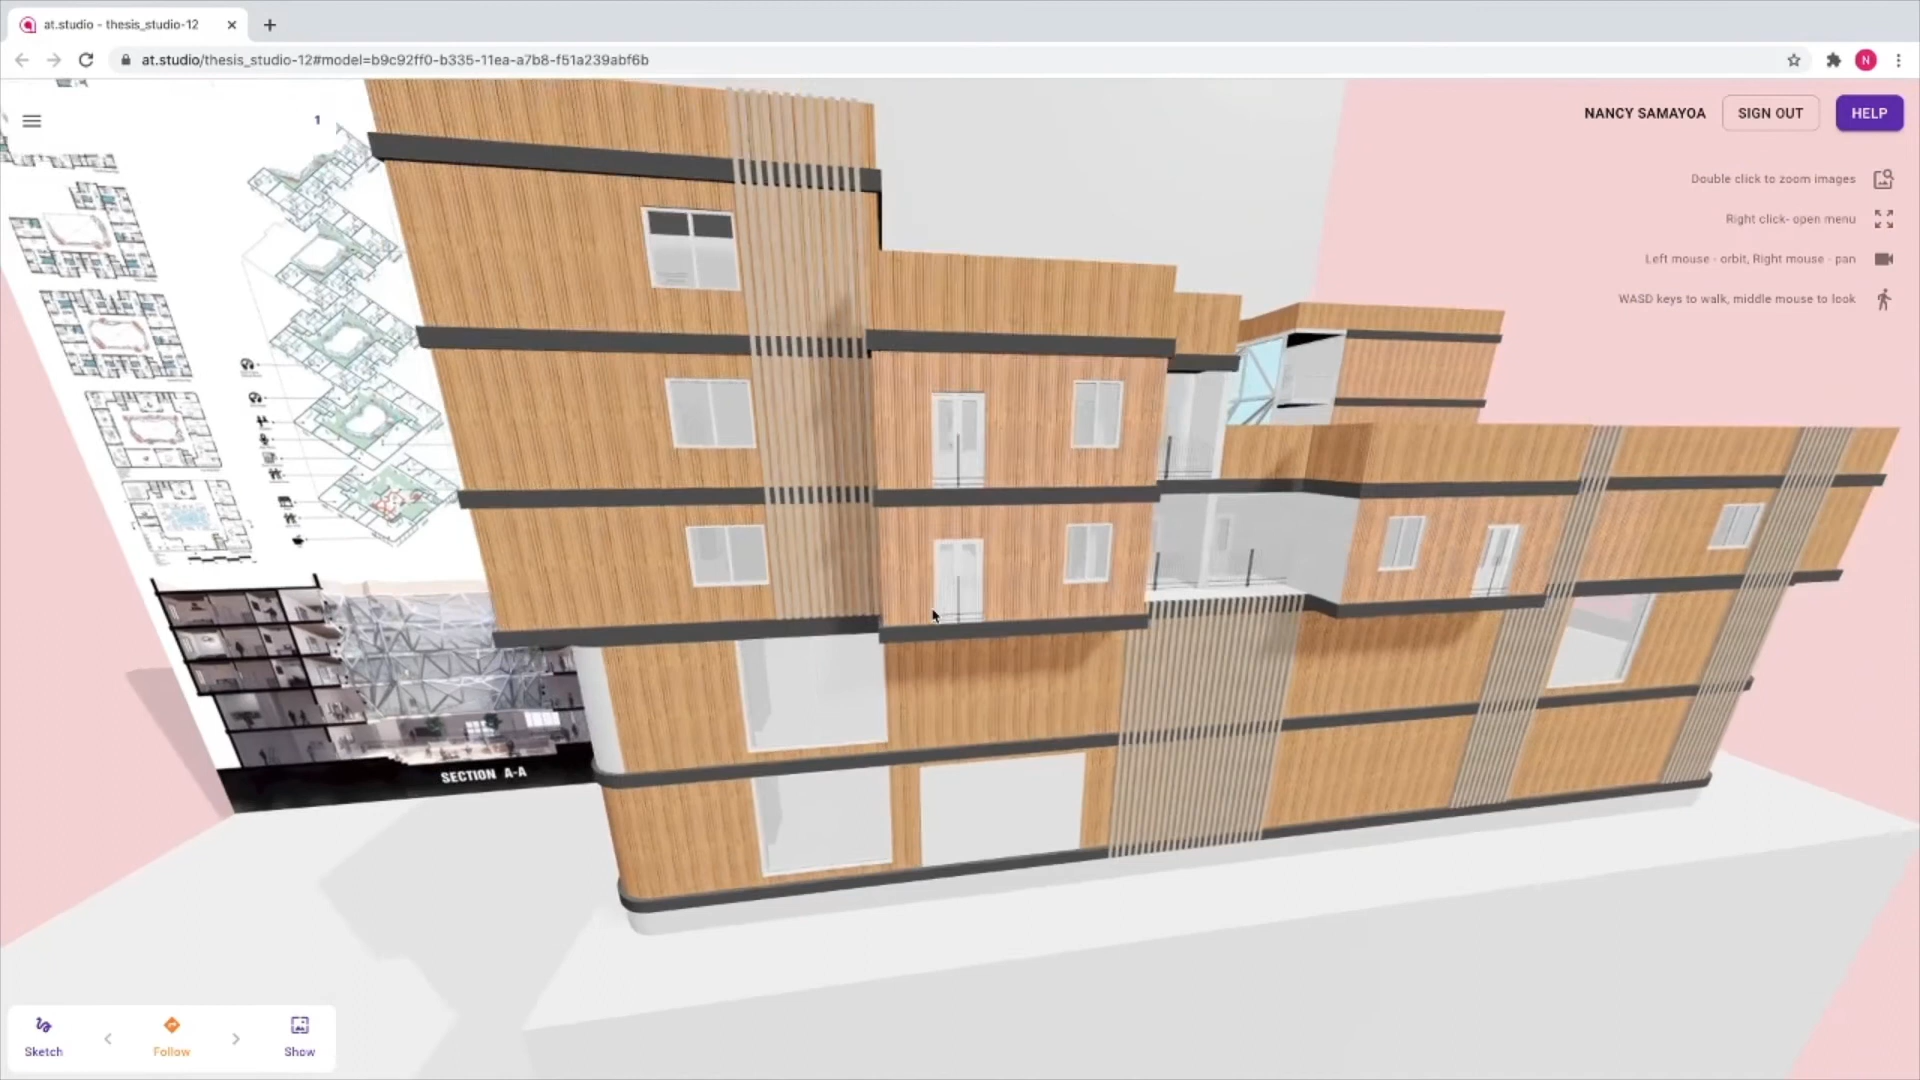 at.studio - thesis_studio-12
at.studio/thesis_studio-12#model=b9c92ff0-b335-11ea-a7b8-f51a239abf6b
N
1
NANCY SAMAYOA
SIGN OUT
HELP
Double click to zoom images
Right click- open menu
Left mouse - orbit, Right mouse - pan
WASD keys to walk, middle mouse to look
SECTION A-A
Sketch
Follow
Show